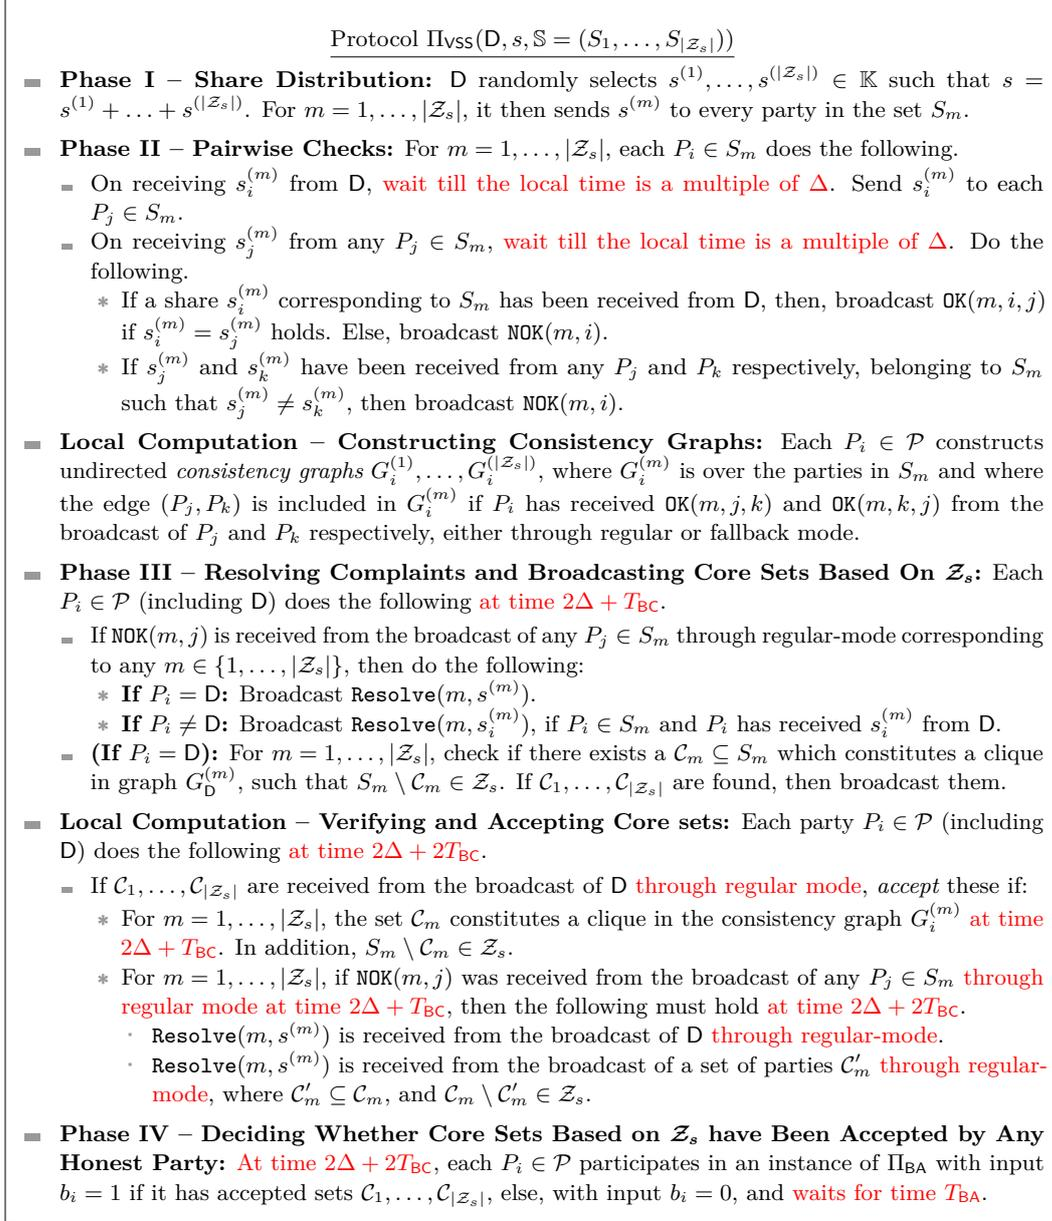 Protocol Π_VSS(D, s, 𝕊 = (S_1, . . . , S_{|𝒵_s|}))
Phase I – Share Distribution: D randomly selects s^{(1)}, . . . , s^{(|𝒵_s|)} ∈ 𝕂 such that s =
s^{(1)} + . . . + s^{(|𝒵_s|)}. For m = 1, . . . , |𝒵_s|, it then sends s^{(m)} to every party in the set S_m.
Phase II – Pairwise Checks: For m = 1, . . . , |𝒵_s|, each P_i ∈ S_m does the following.
On receiving s_i^{(m)} from D, wait till the local time is a multiple of Δ. Send s_i^{(m)} to each
P_j ∈ S_m.
On receiving s_j^{(m)} from any P_j ∈ S_m, wait till the local time is a multiple of Δ. Do the
following.
* If a share s_i^{(m)} corresponding to S_m has been received from D, then, broadcast OK(m, i, j)
if s_i^{(m)} = s_j^{(m)} holds. Else, broadcast NOK(m, i).
* If s_j^{(m)} and s_k^{(m)} have been received from any P_j and P_k respectively, belonging to S_m
such that s_j^{(m)} ≠ s_k^{(m)}, then broadcast NOK(m, i).
Local Computation – Constructing Consistency Graphs: Each P_i ∈ 𝒫 constructs
undirected consistency graphs G_i^{(1)}, . . . , G_i^{(|𝒵_s|)}, where G_i^{(m)} is over the parties in S_m and where
the edge (P_j, P_k) is included in G_i^{(m)} if P_i has received OK(m, j, k) and OK(m, k, j) from the
broadcast of P_j and P_k respectively, either through regular or fallback mode.
Phase III – Resolving Complaints and Broadcasting Core Sets Based On 𝒵_s: Each
P_i ∈ 𝒫 (including D) does the following at time 2Δ + T_BC.
If NOK(m, j) is received from the broadcast of any P_j ∈ S_m through regular-mode corresponding
to any m ∈ {1, . . . , |𝒵_s|}, then do the following:
* If P_i = D: Broadcast Resolve(m, s^{(m)}).
* If P_i ≠ D: Broadcast Resolve(m, s_i^{(m)}), if P_i ∈ S_m and P_i has received s_i^{(m)} from D.
(If P_i = D): For m = 1, . . . , |𝒵_s|, check if there exists a 𝒞_m ⊆ S_m which constitutes a clique
in graph G_D^{(m)}, such that S_m \ 𝒞_m ∈ 𝒵_s. If 𝒞_1, . . . , 𝒞_{|𝒵_s|} are found, then broadcast them.
Local Computation – Verifying and Accepting Core sets: Each party P_i ∈ 𝒫 (including
D) does the following at time 2Δ + 2T_BC.
If 𝒞_1, . . . , 𝒞_{|𝒵_s|} are received from the broadcast of D through regular mode, accept these if:
* For m = 1, . . . , |𝒵_s|, the set 𝒞_m constitutes a clique in the consistency graph G_i^{(m)} at time
2Δ + T_BC. In addition, S_m \ 𝒞_m ∈ 𝒵_s.
* For m = 1, . . . , |𝒵_s|, if NOK(m, j) was received from the broadcast of any P_j ∈ S_m through
regular mode at time 2Δ + T_BC, then the following must hold at time 2Δ + 2T_BC.
· Resolve(m, s^{(m)}) is received from the broadcast of D through regular-mode.
· Resolve(m, s^{(m)}) is received from the broadcast of a set of parties 𝒞'_m through regular-
mode, where 𝒞'_m ⊆ 𝒞_m, and 𝒞_m \ 𝒞'_m ∈ 𝒵_s.
Phase IV – Deciding Whether Core Sets Based on 𝒵_s have Been Accepted by Any
Honest Party: At time 2Δ + 2T_BC, each P_i ∈ 𝒫 participates in an instance of Π_BA with input
b_i = 1 if it has accepted sets 𝒞_1, . . . , 𝒞_{|𝒵_s|}, else, with input b_i = 0, and waits for time T_BA.